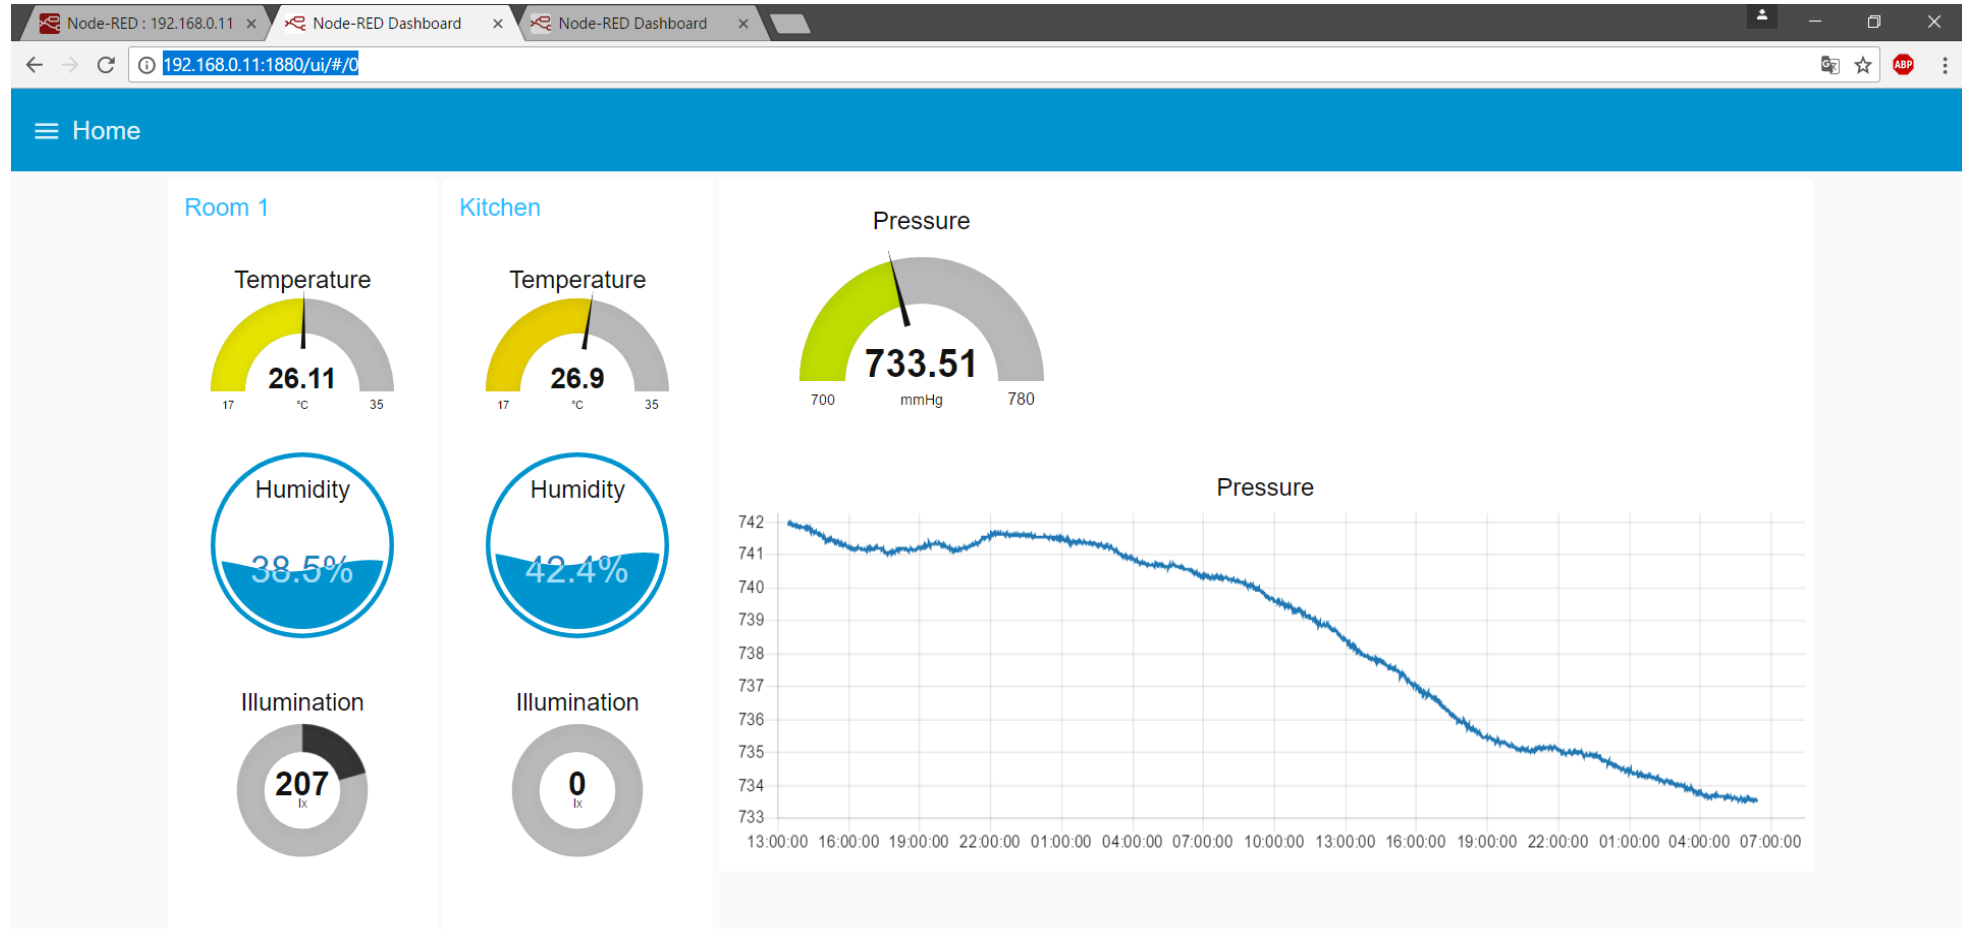 Node-RED : 192.168.0.11
Node-RED Dashboard
Node-RED Dashboard
192.168.0.11:1880/ui/#/0
ABP
Home
Room 1
Temperature
26.11
17 °C 35
Humidity
38.5%
Illumination
207
lx
Kitchen
Temperature
26.9
17 °C 35
Humidity
42.4%
Illumination
0
lx
Pressure
733.51
700 mmHg 780
Pressure
742
741
740
739
738
737
736
735
734
733
13:00:00 16:00:00 19:00:00 22:00:00 01:00:00 04:00:00 07:00:00 10:00:00 13:00:00 16:00:00 19:00:00 22:00:00 01:00:00 04:00:00 07:00:00